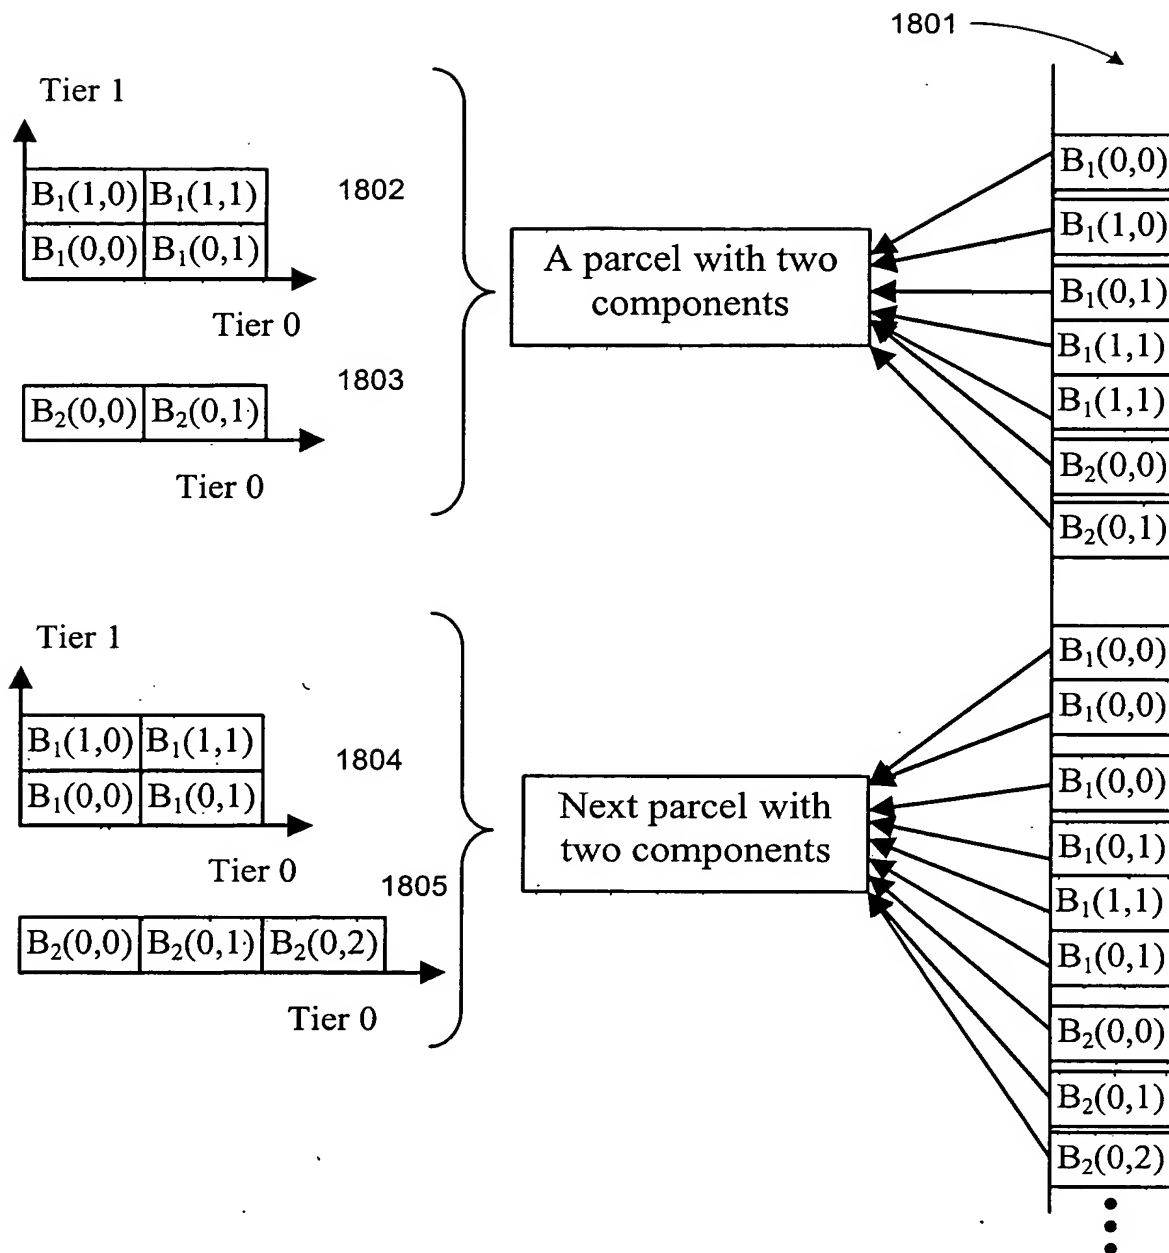 1801
Tier 1
B₁(1,0) B₁(1,1)
B₁(0,0) B₁(0,1)
Tier 0
1802
B₂(0,0) B₂(0,1)
Tier 0
1803
A parcel with two
components
B₁(0,0)
B₁(1,0)
B₁(0,1)
B₁(1,1)
B₁(1,1)
B₂(0,0)
B₂(0,1)
Tier 1
B₁(1,0) B₁(1,1)
B₁(0,0) B₁(0,1)
Tier 0
1804
1805
B₂(0,0) B₂(0,1) B₂(0,2)
Tier 0
Next parcel with
two components
B₁(0,0)
B₁(0,0)
B₁(0,0)
B₁(0,1)
B₁(1,1)
B₁(0,1)
B₂(0,0)
B₂(0,1)
B₂(0,2)